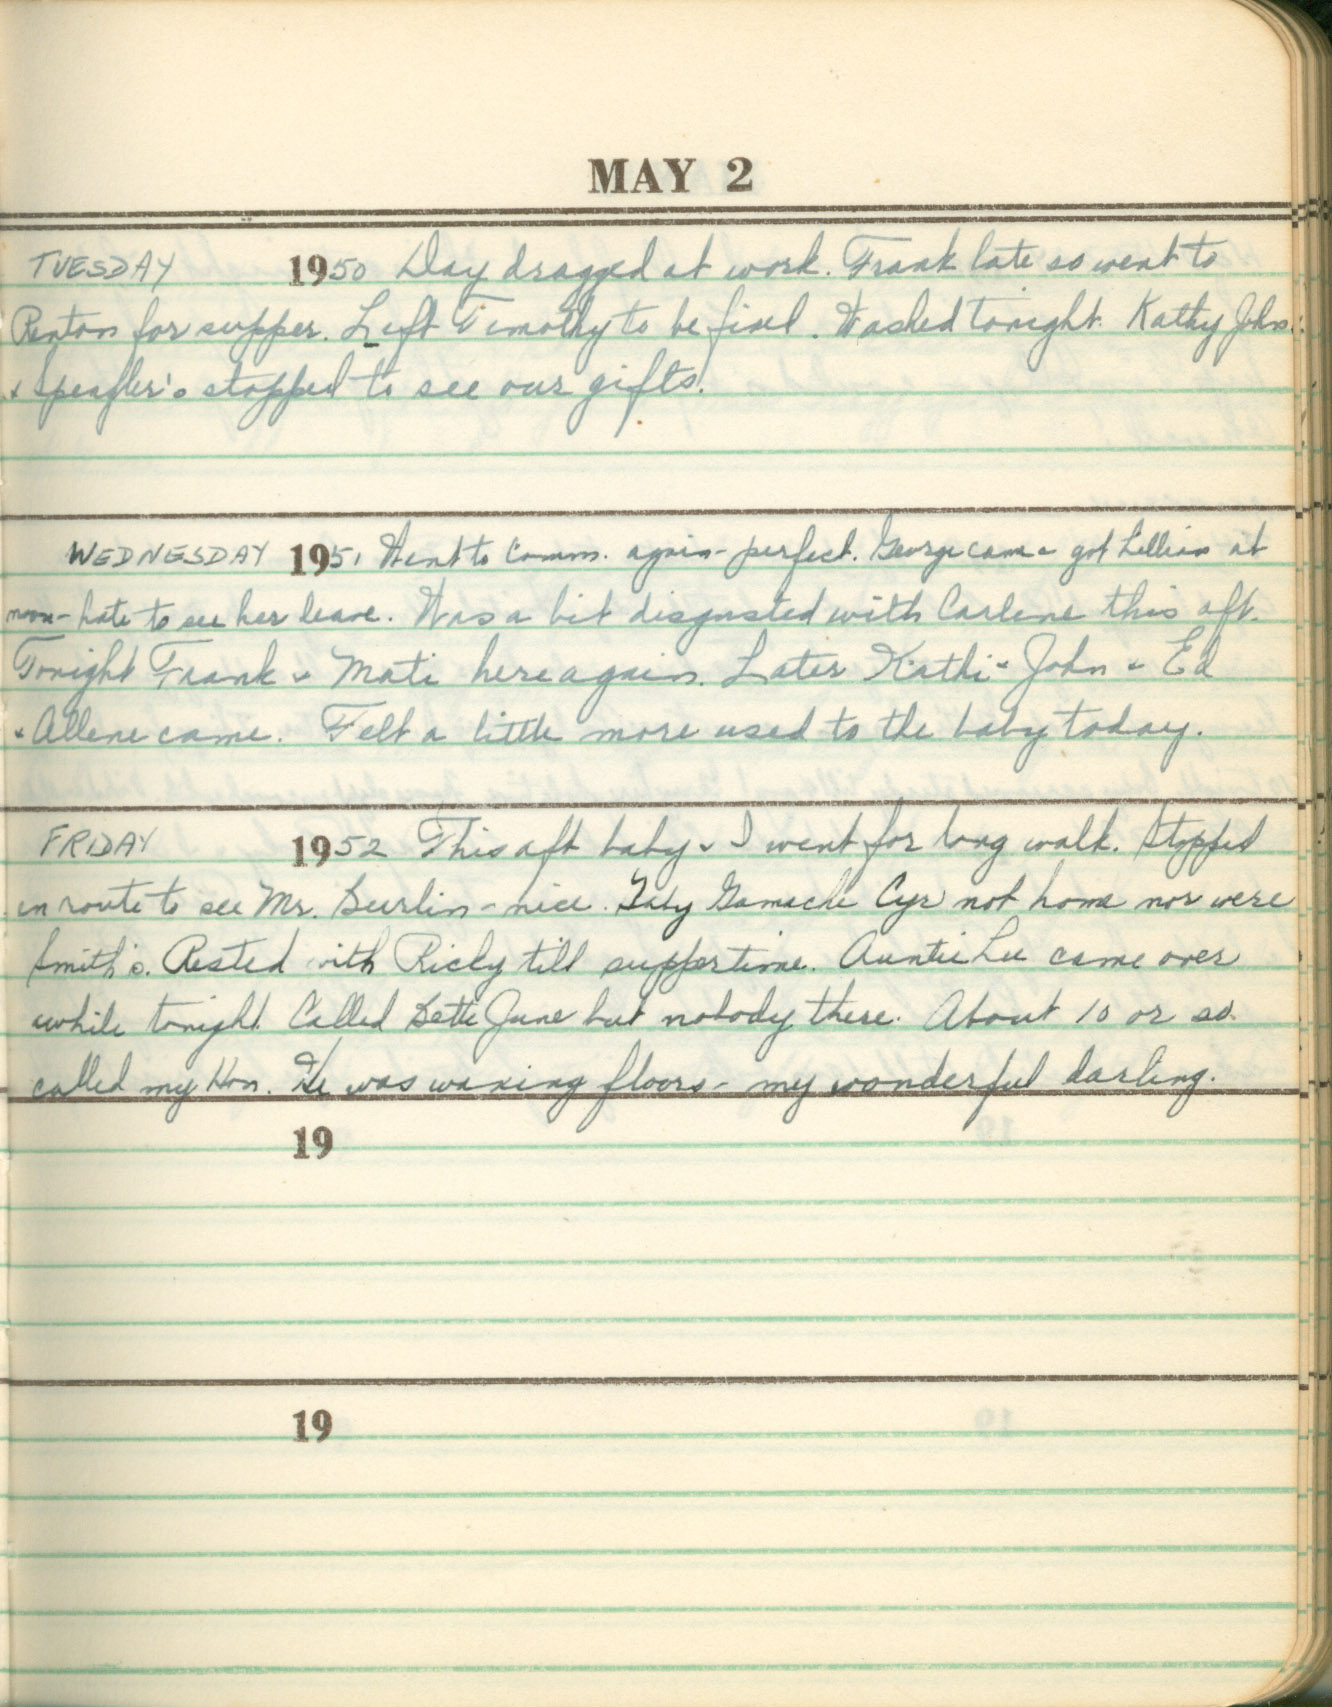 MAY 2
TUESDAY 1950 Day dragged at work. Frank late so went to
Renton for supper. Left Timothy to be fixed. Washed tonight. Kathy John
& stopped to see our gifts.
WEDNESDAY 1951 Went to Comm. again - perfect. George came & got Lillian at
noon - hate to see her leave. Was a bit disgusted with Carlene this aft.
Tonight Frank & Mati here again. Later Kathi & John & Ed
& Allene came. Felt a little more used to the baby today.
FRIDAY 1952 This aft baby & I went for long walk. Stopped
in route to see Mr. Burlin - nice. Gaby Gamache Cyr not home nor were
Smith's. Rested with Ricky till suppertime. Auntie Lu came over
while tonight. Called Bette June but nobody there. About 10 or so
called my Hon. He was waxing floors - my wonderful darling.
19
19